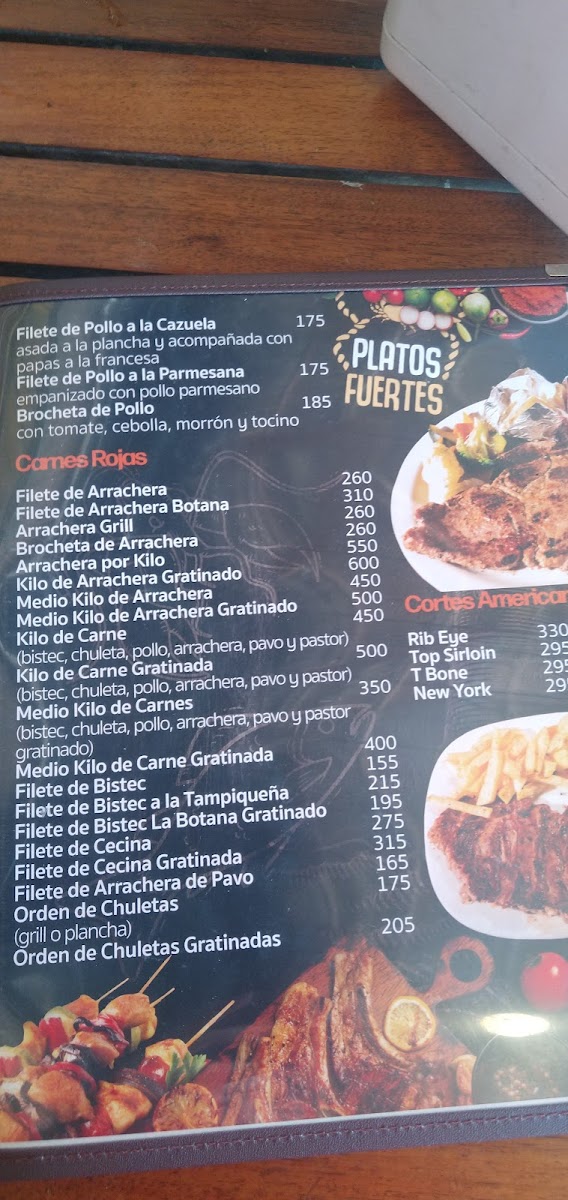 Filete de Pollo a la Cazuela 175
asada a la plancha y acompañada con
papas a la francesa
Filete de Pollo a la Parmesana 175
empanizado con pollo parmesano
Brocheta de Pollo 185
con tomate, cebolla, morrón y tocino
PLATOS
FUERTES
Carnes Rojas
Filete de Arrachera 260
Filete de Arrachera Botana 310
Arrachera Grill 260
Brocheta de Arrachera 260
Arrachera por Kilo 550
Kilo de Arrachera Gratinado 600
Medio Kilo de Arrachera 450
Medio Kilo de Arrachera Gratinado 500
Kilo de Carne 450
(bistec, chuleta, pollo, arrachera, pavo y pastor)
Kilo de Carne Gratinada 500
(bistec, chuleta, pollo, arrachera, pavo y pastor)
Medio Kilo de Carnes 350
(bistec, chuleta, pollo, arrachera, pavo y pastor
gratinado)
Medio Kilo de Carne Gratinada 400
Filete de Bistec 155
Filete de Bistec a la Tampiqueña 215
Filete de Bistec La Botana Gratinado 195
Filete de Cecina 275
Filete de Cecina Gratinada 315
Filete de Arrachera de Pavo 165
Orden de Chuletas 175
(grill o plancha)
Orden de Chuletas Gratinadas 205
Cortes American
Rib Eye 330
Top Sirloin 295
T Bone 295
New York 295